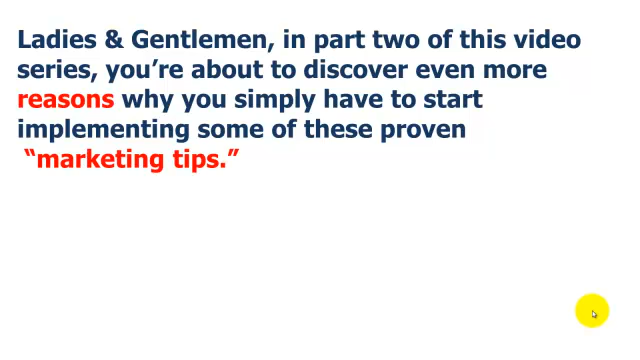 Ladies & Gentlemen, in part two of this video
series, you’re about to discover even more
reasons why you simply have to start
implementing some of these proven
“marketing tips.”